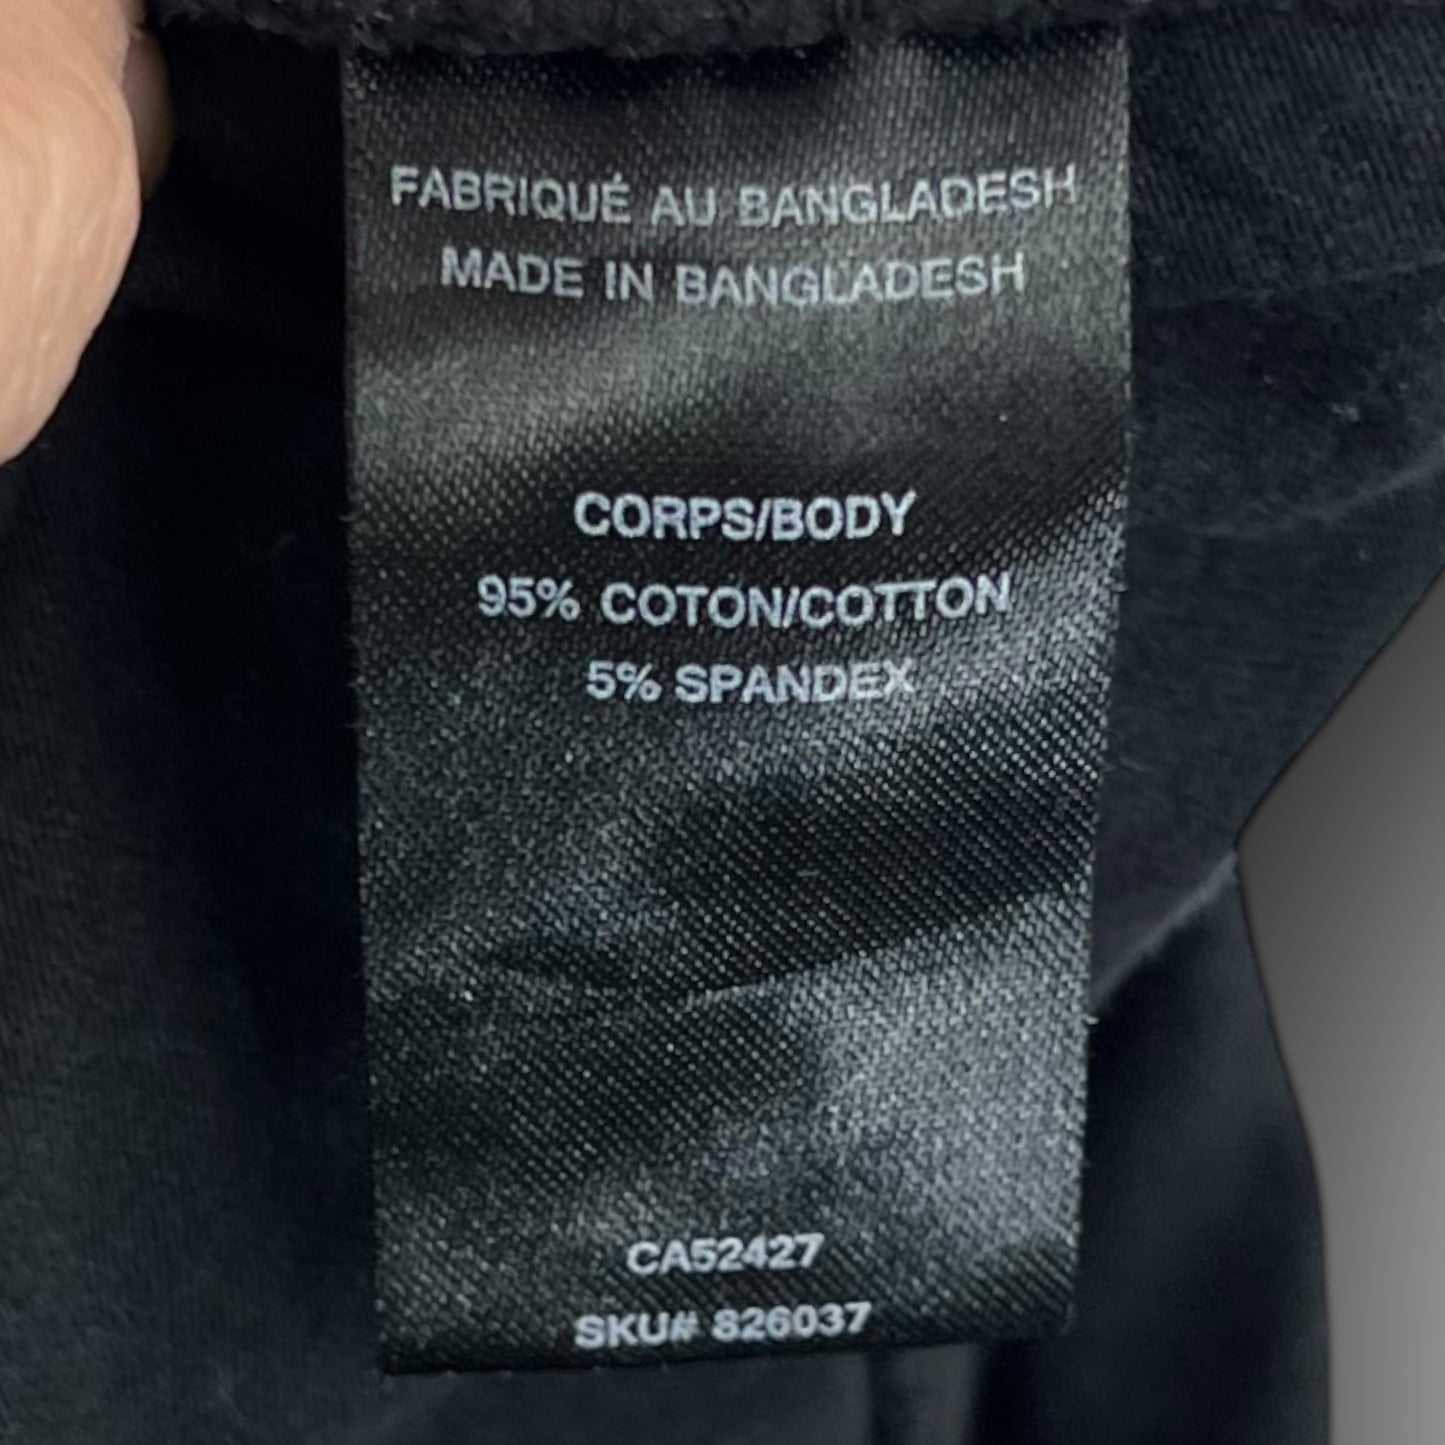 FABRIQUÉ AU BANGLADESH
MADE IN BANGLADESH
CORPS/BODY
95% COTON/COTTON
5% SPANDEX
CA52427
SKU# 826037